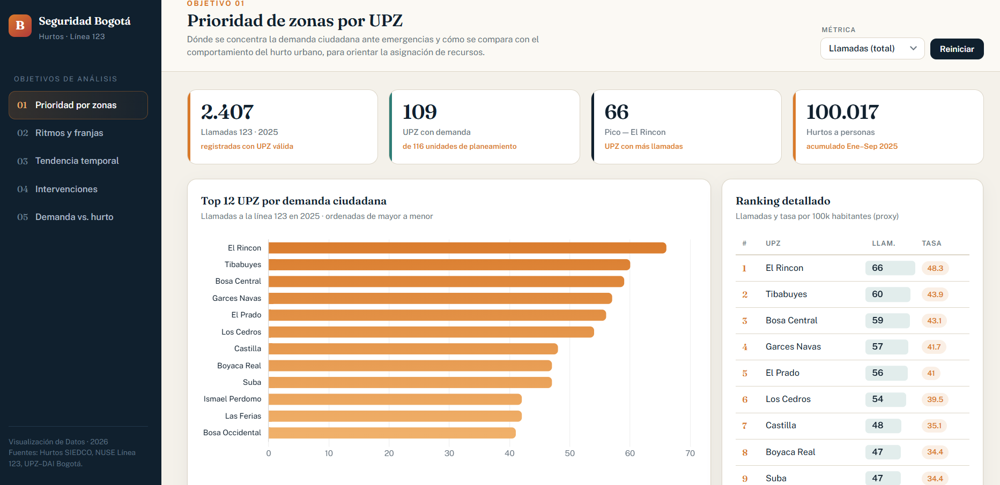 B
Seguridad Bogotá
Hurtos · Línea 123
OBJETIVOS DE ANÁLISIS
01 Prioridad por zonas
02 Ritmos y franjas
03 Tendencia temporal
04 Intervenciones
05 Demanda vs. hurto
Visualización de Datos · 2026
Fuentes: Hurtos SIEDCO, NUSE Línea
123, UPZ–DAI Bogotá.
OBJETIVO 01
Prioridad de zonas por UPZ
Dónde se concentra la demanda ciudadana ante emergencias y cómo se compara con el
comportamiento del hurto urbano, para orientar la asignación de recursos.
MÉTRICA
Llamadas (total)
Reiniciar
2.407
Llamadas 123 · 2025
registradas con UPZ válida
109
UPZ con demanda
de 116 unidades de planeamiento
66
Pico — El Rincon
UPZ con más llamadas
100.017
Hurtos a personas
acumulado Ene–Sep 2025
Top 12 UPZ por demanda ciudadana
Llamadas a la línea 123 en 2025 · ordenadas de mayor a menor
El Rincon
Tibabuyes
Bosa Central
Garces Navas
El Prado
Los Cedros
Castilla
Boyaca Real
Suba
Ismael Perdomo
Las Ferias
Bosa Occidental
0 10 20 30 40 50 60 70
Ranking detallado
Llamadas y tasa por 100k habitantes (proxy)
# UPZ LLAM. TASA
1 El Rincon 66 48.3
2 Tibabuyes 60 43.9
3 Bosa Central 59 43.1
4 Garces Navas 57 41.7
5 El Prado 56 41
6 Los Cedros 54 39.5
7 Castilla 48 35.1
8 Boyaca Real 47 34.4
9 Suba 47 34.4